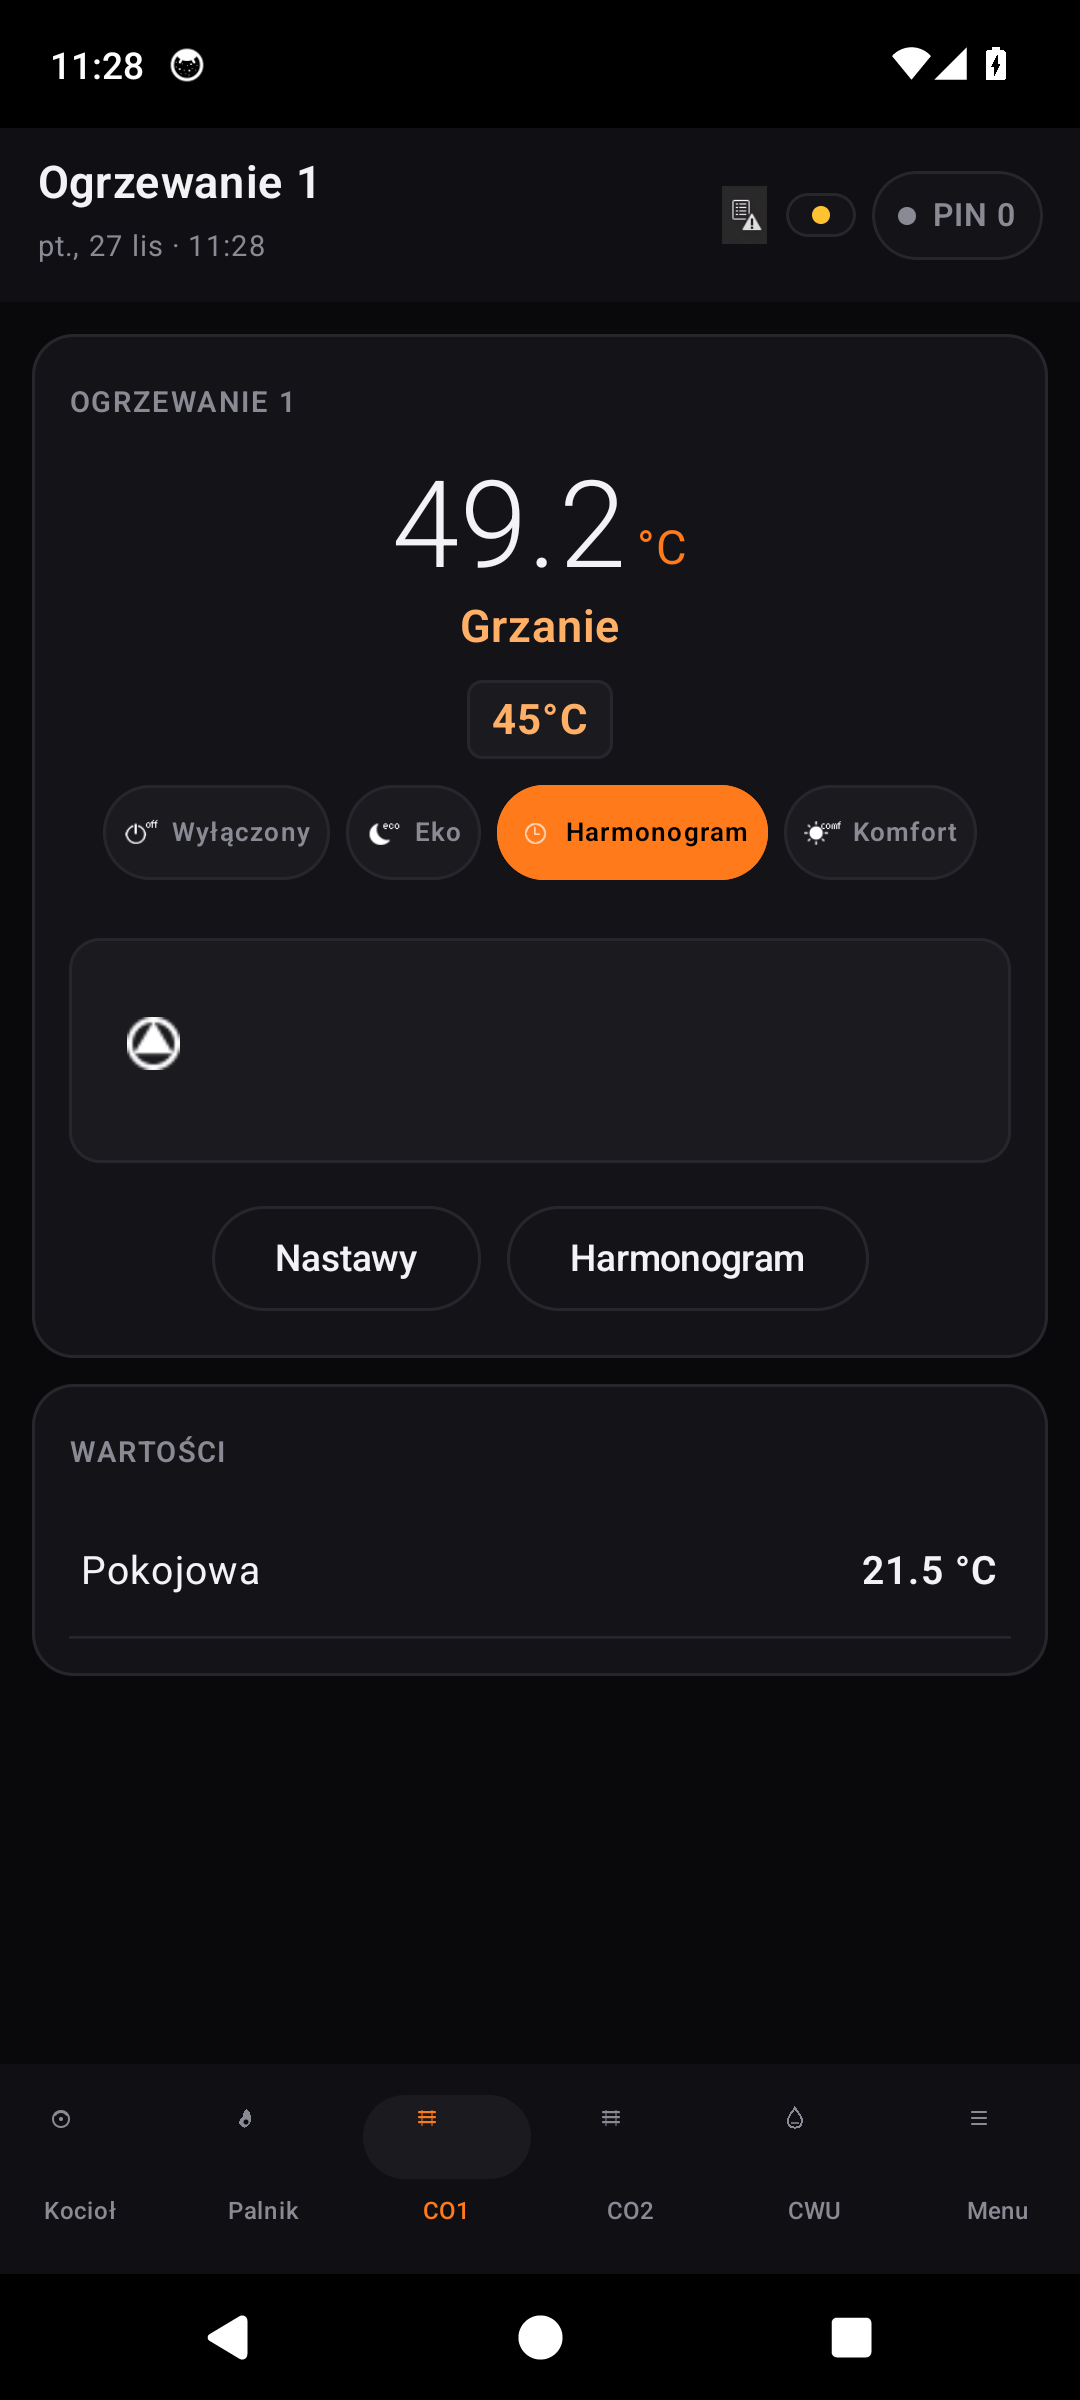 11:28
Ogrzewanie 1
pt., 27 lis · 11:28
PIN 0
OGRZEWANIE 1
49.2 °C
Grzanie
45°C
off Wyłączony eco Eko Harmonogram comf Komfort
Nastawy Harmonogram
WARTOŚCI
Pokojowa 21.5 °C
Kocioł Palnik CO1 CO2 CWU Menu